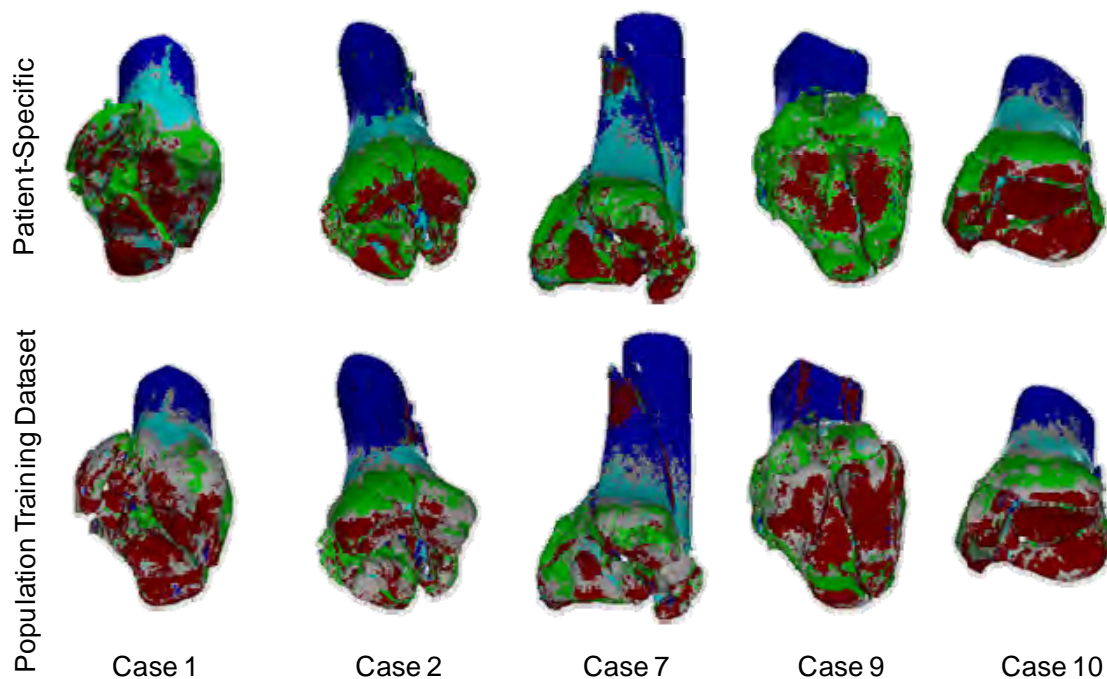 Patient-Specific
Population Training Dataset
Case 1 Case 2 Case 7 Case 9 Case 10